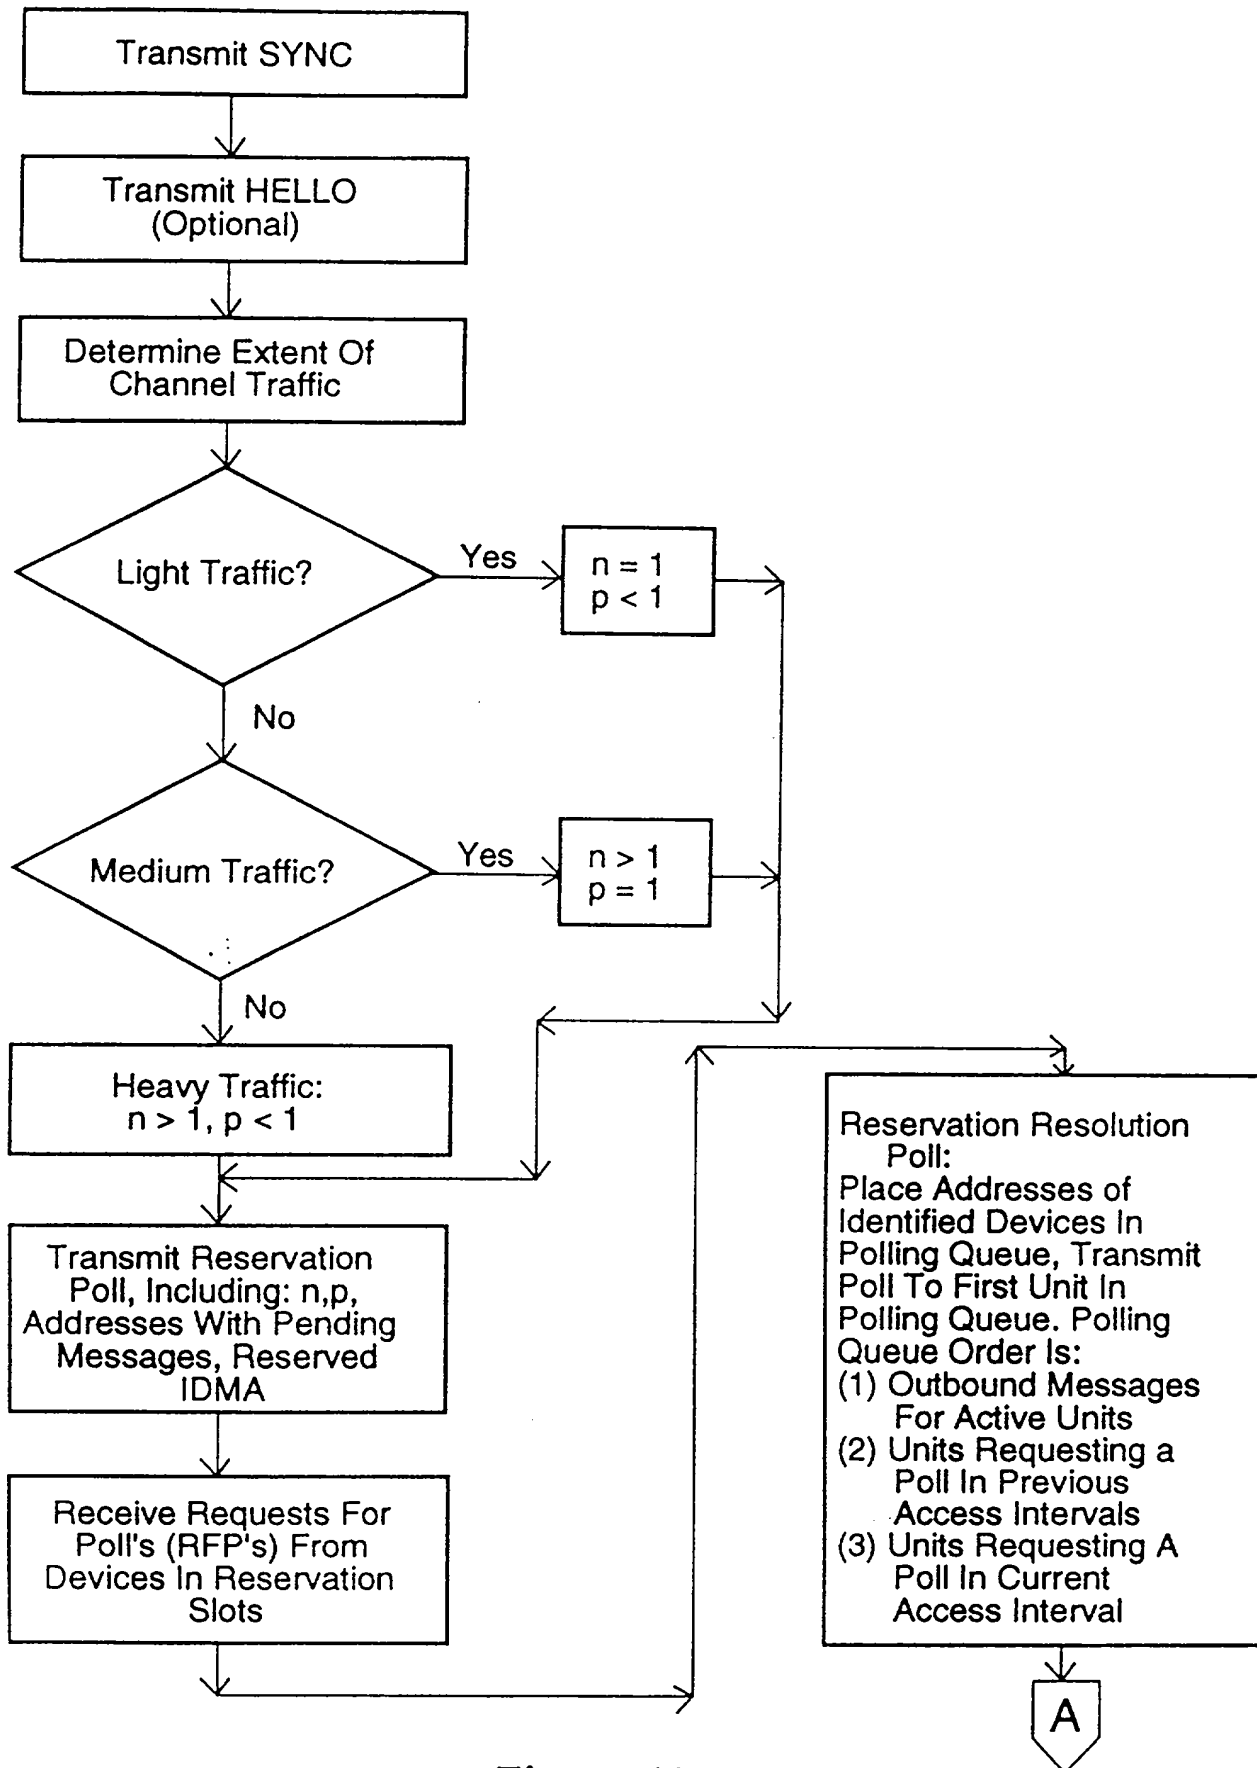 Transmit SYNC
Transmit HELLO
(Optional)
Determine Extent Of
Channel Traffic
Light Traffic?
Yes
n = 1
p < 1
No
Medium Traffic?
Yes
n > 1
p = 1
No
Heavy Traffic:
n > 1, p < 1
Transmit Reservation
Poll, Including: n,p,
Addresses With Pending
Messages, Reserved
IDMA
Receive Requests For
Poll's (RFP's) From
Devices In Reservation
Slots
Reservation Resolution
Poll:
Place Addresses of
Identified Devices In
Polling Queue, Transmit
Poll To First Unit In
Polling Queue. Polling
Queue Order Is:
(1) Outbound Messages
For Active Units
(2) Units Requesting a
Poll In Previous
Access Intervals
(3) Units Requesting A
Poll In Current
Access Interval
A